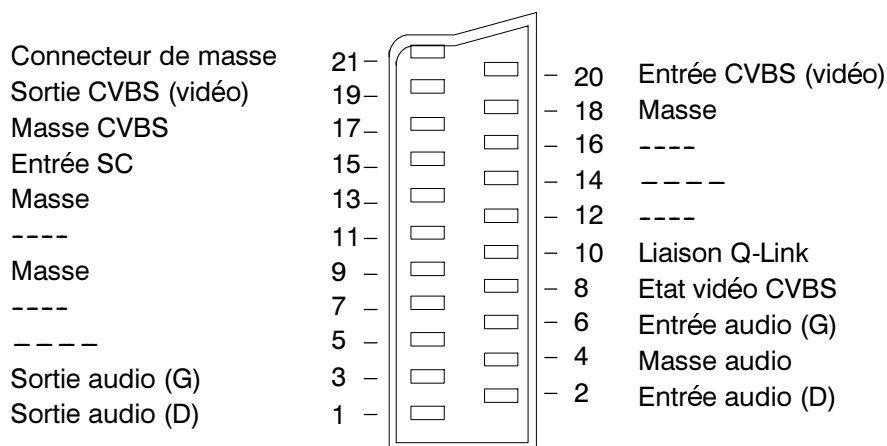 Connecteur de masse 21
Sortie CVBS (vidéo) 19
Masse CVBS 17
Entrée SC 15
Masse 13
---- 11
Masse 9
---- 7
---- 5
Sortie audio (G) 3
Sortie audio (D) 1
20 Entrée CVBS (vidéo)
18 Masse
16 ----
14 ----
12 ----
10 Liaison Q-Link
8 Etat vidéo CVBS
6 Entrée audio (G)
4 Masse audio
2 Entrée audio (D)